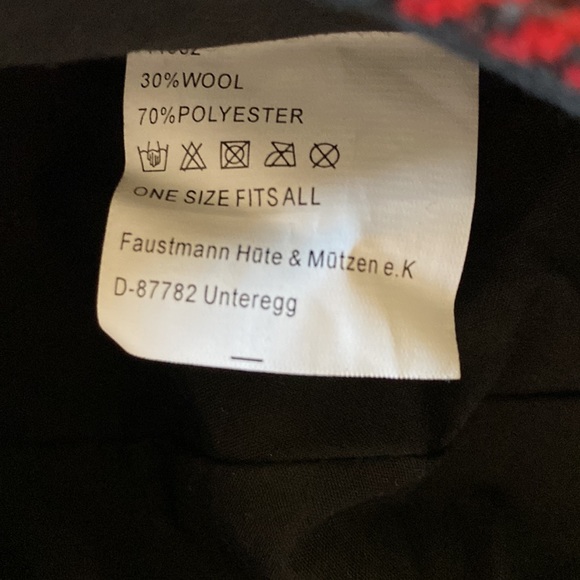 30%WOOL
70%POLYESTER
ONE SIZE FITS ALL
Faustmann Hüte & Mützen e.K
D-87782 Unteregg